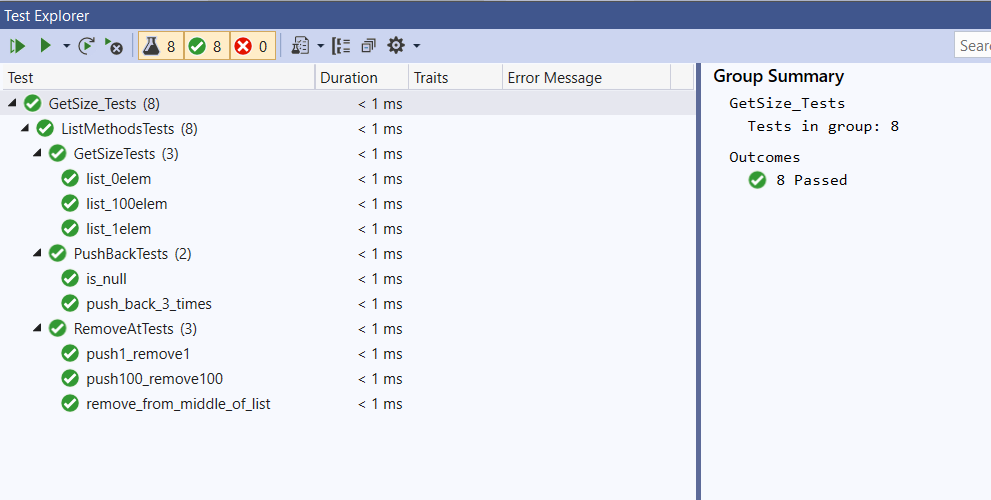 Test Explorer
8 8 0 Sear
Test Duration Traits Error Message
GetSize_Tests (8) < 1 ms
ListMethodsTests (8) < 1 ms
GetSizeTests (3) < 1 ms
list_0elem < 1 ms
list_100elem < 1 ms
list_1elem < 1 ms
PushBackTests (2) < 1 ms
is_null < 1 ms
push_back_3_times < 1 ms
RemoveAtTests (3) < 1 ms
push1_remove1 < 1 ms
push100_remove100 < 1 ms
remove_from_middle_of_list < 1 ms
Group Summary
GetSize_Tests
Tests in group: 8
Outcomes
8 Passed